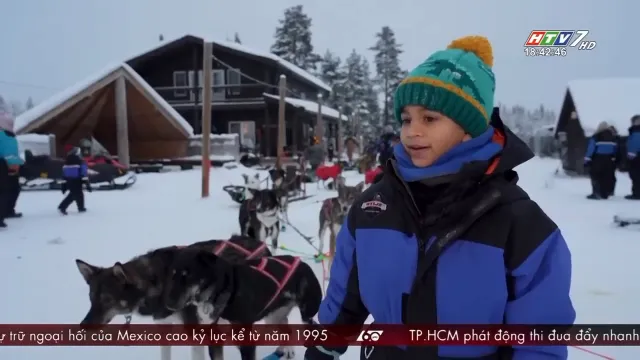 HTV7 HD
18:42:46
ự trữ ngoại hối của Mexico cao kỷ lục kể từ năm 1995 60 TP.HCM phát động thi đua đẩy nhanh